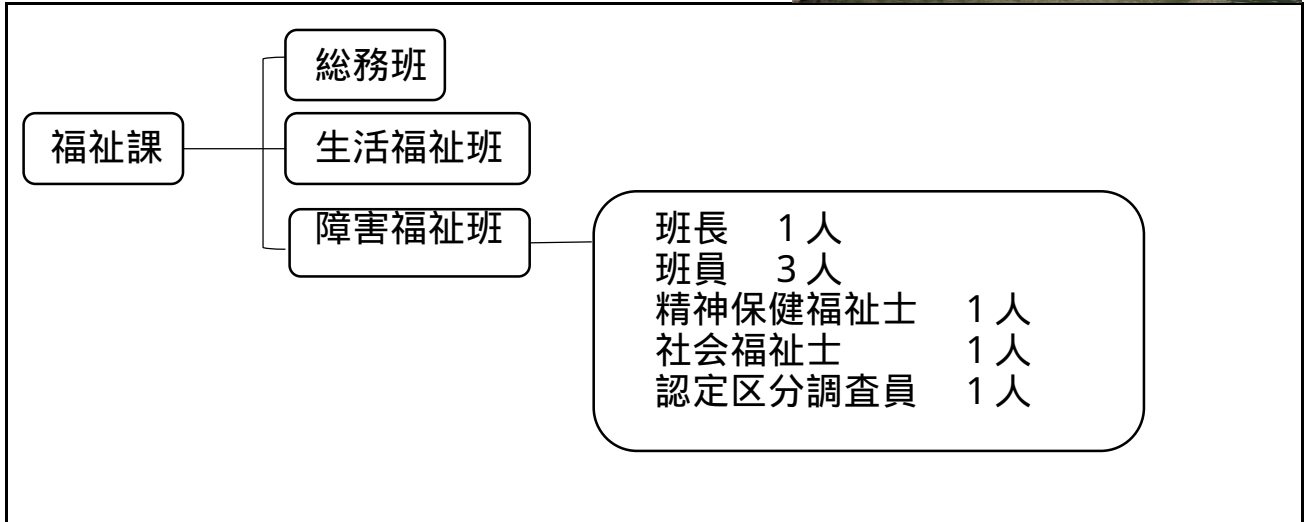 総務班
福祉課
生活福祉班
障害福祉班
班長　1人
班員　3人
精神保健福祉士　1人
社会福祉士　　　1人
認定区分調査員　1人